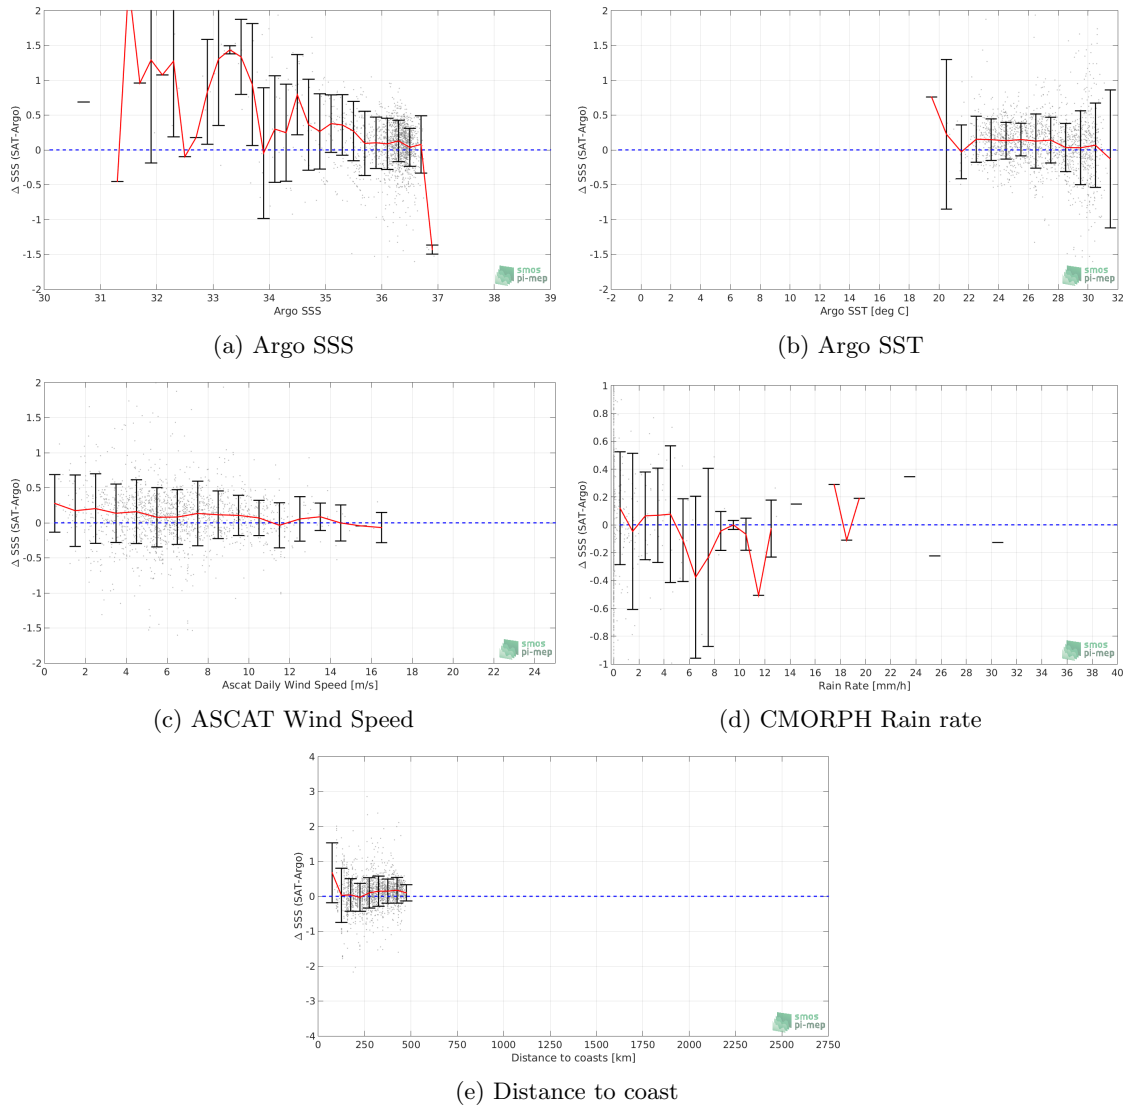 2
1.5
1
0.5
0
-0.5
-1
-1.5
-2
Δ SSS (SAT-Argo)
30 31 32 33 34 35 36 37 38 39
Argo SSS
smos
pi-mep
(a) Argo SSS
2
1.5
1
0.5
0
-0.5
-1
-1.5
-2
Δ SSS (SAT-Argo)
-2 0 2 4 6 8 10 12 14 16 18 20 22 24 26 28 30 32
Argo SST [deg C]
smos
pi-mep
(b) Argo SST
2
1.5
1
0.5
0
-0.5
-1
-1.5
-2
Δ SSS (SAT-Argo)
0 2 4 6 8 10 12 14 16 18 20 22 24
Ascat Daily Wind Speed [m/s]
smos
pi-mep
(c) ASCAT Wind Speed
1
0.8
0.6
0.4
0.2
0
-0.2
-0.4
-0.6
-0.8
-1
Δ SSS (SAT-Argo)
0 2 4 6 8 10 12 14 16 18 20 22 24 26 28 30 32 34 36 38 40
Rain Rate [mm/h]
smos
pi-mep
(d) CMORPH Rain rate
4
3
2
1
0
-1
-2
-3
-4
Δ SSS (SAT-Argo)
0 250 500 750 1000 1250 1500 1750 2000 2250 2500 2750
Distance to coasts [km]
smos
pi-mep
(e) Distance to coast